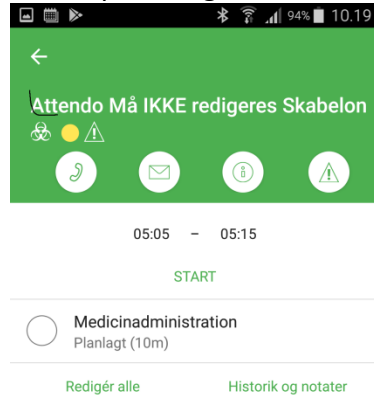 94% 10.19
Attendo Må IKKE redigeres Skabelon
05:05 – 05:15
START
Medicinadministration
Planlagt (10m)
Redigér alle Historik og notater